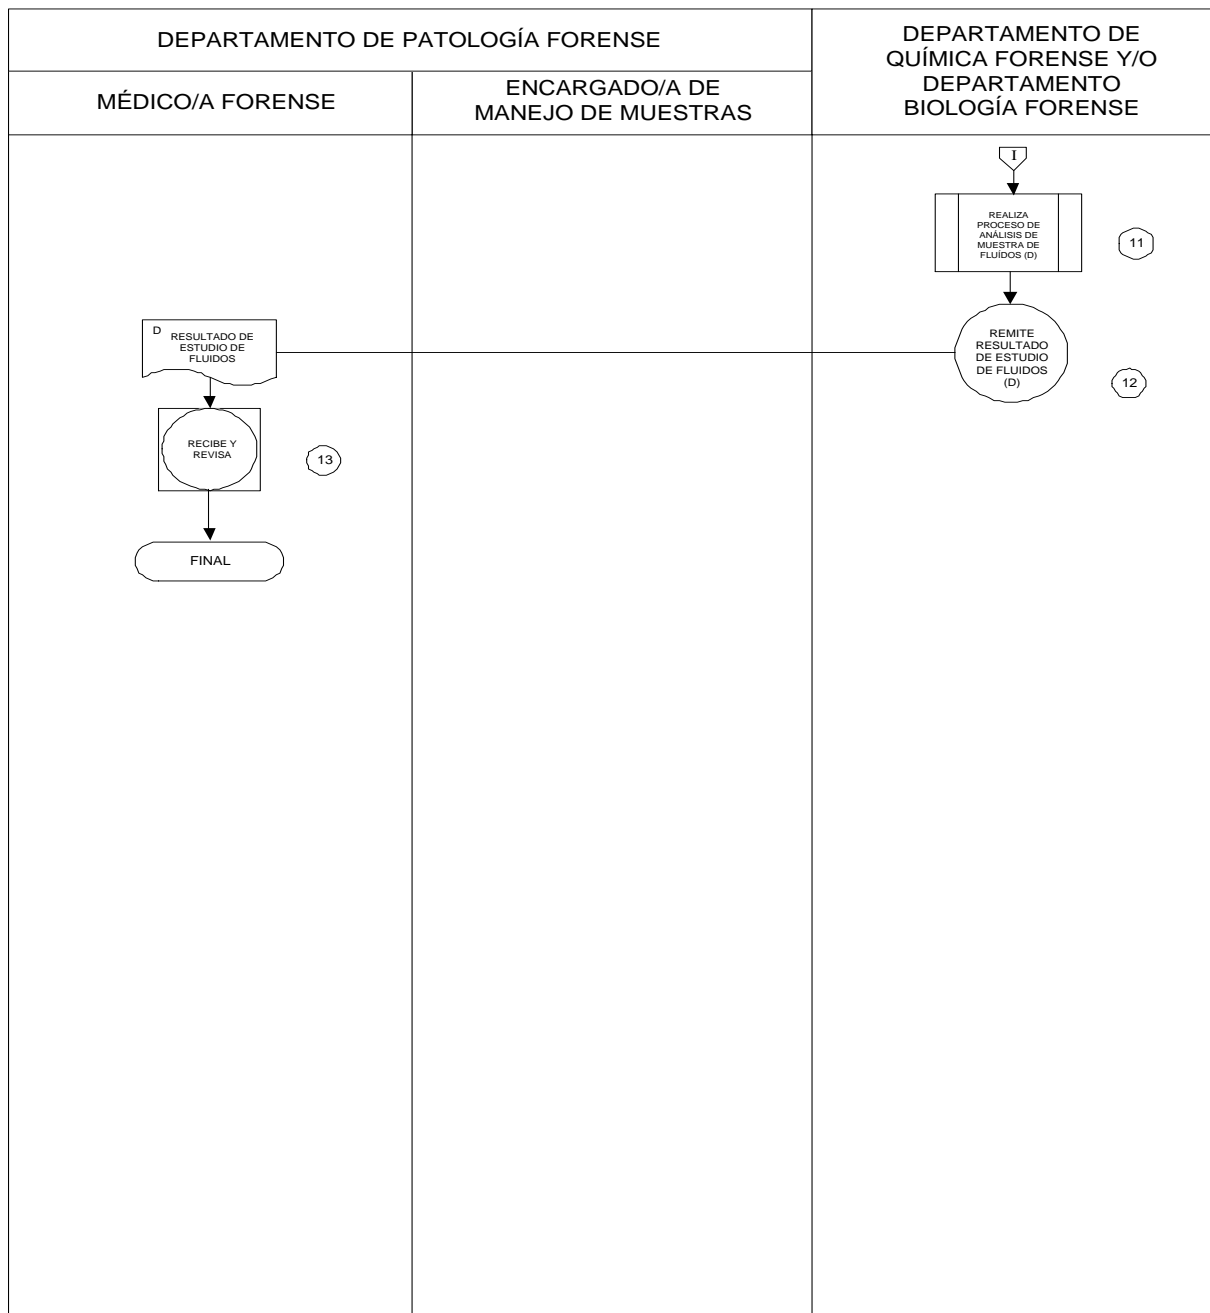 DEPARTAMENTO DE PATOLOGÍA FORENSE
DEPARTAMENTO DE
QUÍMICA FORENSE Y/O
DEPARTAMENTO
BIOLOGÍA FORENSE
MÉDICO/A FORENSE
ENCARGADO/A DE
MANEJO DE MUESTRAS
I
REALIZA
PROCESO DE
ANÁLISIS DE
MUESTRA DE
FLUÍDOS (D)
11
REMITE
RESULTADO
DE ESTUDIO
DE FLUIDOS
(D)
12
D
RESULTADO DE
ESTUDIO DE
FLUIDOS
RECIBE Y
REVISA
13
FINAL